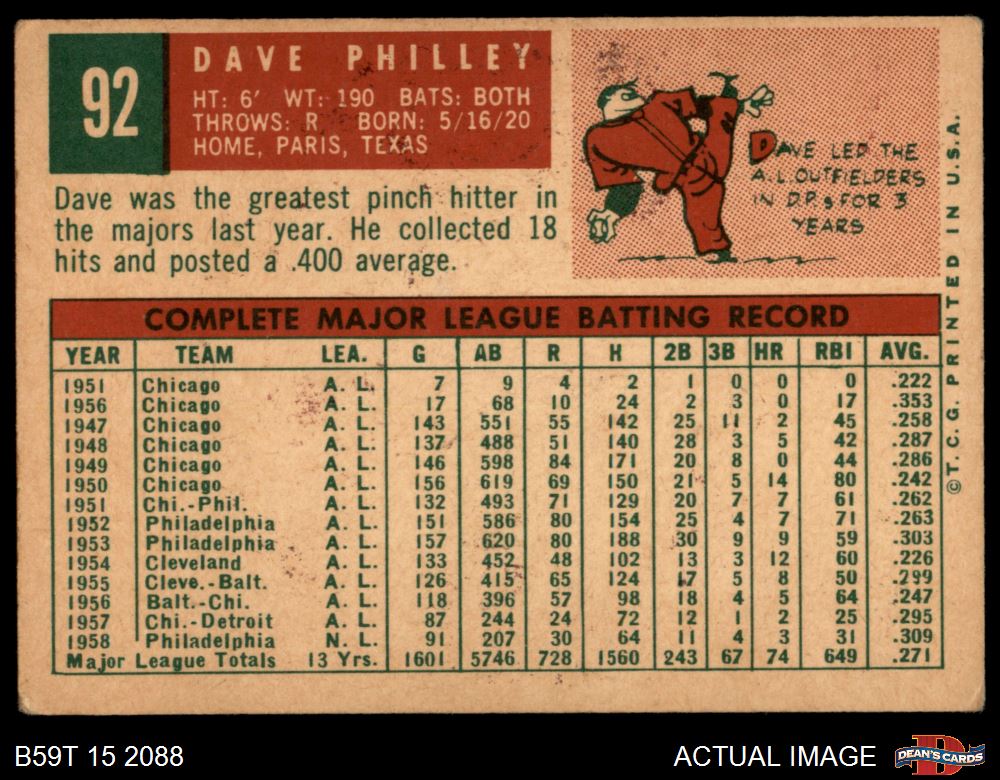 92
DAVE PHILLEY
HT: 6' WT: 190 BATS: BOTH
THROWS: R BORN: 5/16/20
HOME, PARIS, TEXAS
Dave was the greatest pinch hitter in
the majors last year. He collected 18
hits and posted a .400 average.
DAVE LED THE
A.L. OUTFIELDERS
IN D.P.s FOR 3
YEARS
©T. C. G. PRINTED IN U.S.A.
COMPLETE MAJOR LEAGUE BATTING RECORD
YEAR TEAM LEA. G AB R H 2B 3B HR RBI AVG.
1951 Chicago A. L. 7 9 4 2 1 0 0 0 .222
1956 Chicago A. L. 17 68 10 24 2 3 0 17 .353
1947 Chicago A. L. 143 551 55 142 25 11 2 45 .258
1948 Chicago A. L. 137 488 51 140 28 3 5 42 .287
1949 Chicago A. L. 146 598 84 171 20 8 0 44 .286
1950 Chicago A. L. 156 619 69 150 21 5 14 80 .242
1951 Chi.-Phil. A. L. 132 493 71 129 20 7 7 61 .262
1952 Philadelphia A. L. 151 586 80 154 25 4 7 71 .263
1953 Philadelphia A. L. 157 620 80 188 30 9 9 59 .303
1954 Cleveland A. L. 133 452 48 102 13 3 12 60 .226
1955 Cleve.-Balt. A. L. 126 415 65 124 17 5 8 50 .299
1956 Balt.-Chi. A. L. 118 396 57 98 18 4 5 64 .247
1957 Chi.-Detroit A. L. 87 244 24 72 12 1 2 25 .295
1958 Philadelphia N. L. 91 207 30 64 11 4 3 31 .309
Major League Totals 13 Yrs. 1601 5746 728 1560 243 67 74 649 .271
B59T 15 2088
ACTUAL IMAGE
D
DEAN'S CARDS